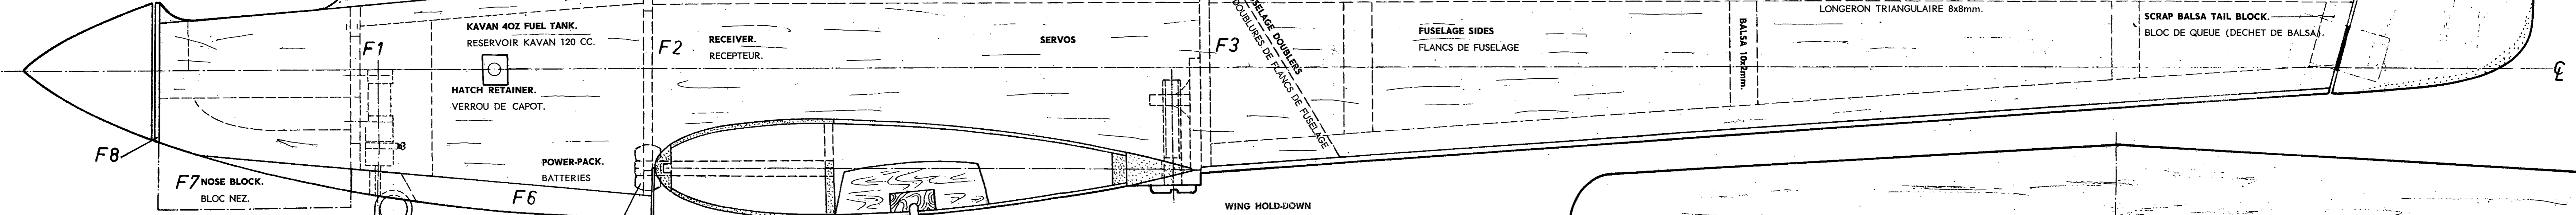 LONGERON TRIANGULAIRE 8x8mm.
SCRAP BALSA TAIL BLOCK.
BLOC DE QUEUE (DECHET DE BALSA).
KAVAN 4OZ FUEL TANK.
RESERVOIR KAVAN 120 CC.
F1
F2
RECEIVER.
RECEPTEUR.
SERVOS
F3
FUSELAGE DOUBLERS
DOUBLURES DE FLANCS DE FUSELAGE
FUSELAGE SIDES
FLANCS DE FUSELAGE
BALSA 10x2mm.
HATCH RETAINER.
VERROU DE CAPOT.
F8
POWER-PACK.
BATTERIES
F7 NOSE BLOCK.
BLOC NEZ.
F6
WING HOLD-DOWN